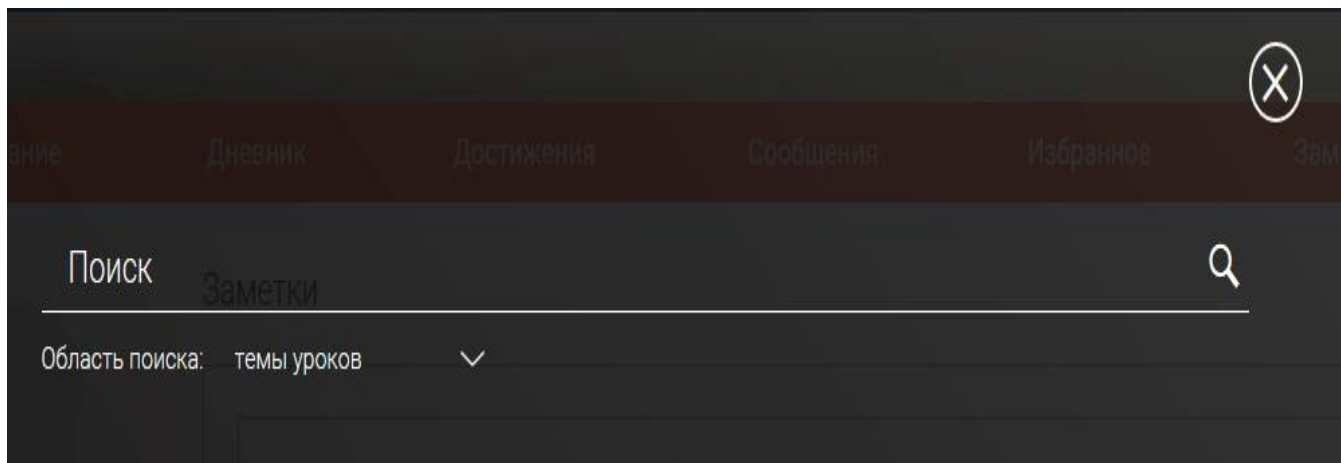 Дневник Достижения Сообщения Избранное
Поиск
Заметки
Область поиска: темы уроков